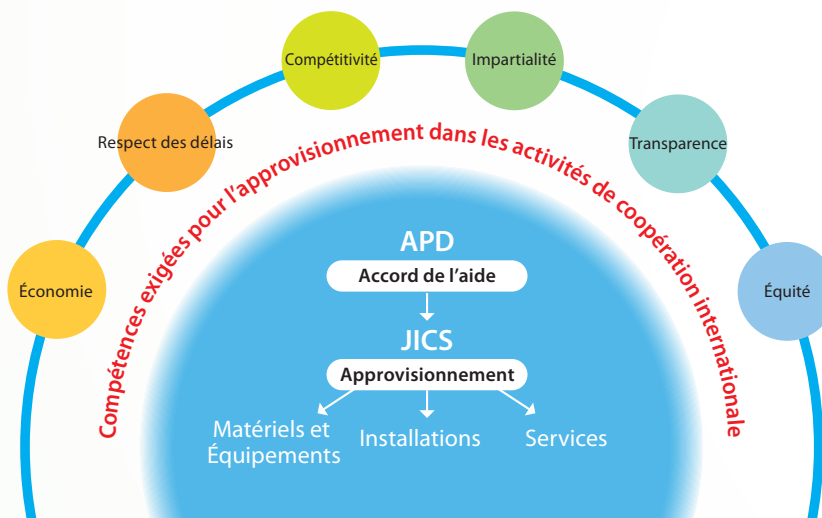 Compétitivité
Impartialité
Respect des délais
Transparence
Économie
Équité
Compétences exigées pour l'approvisionnement dans les activités de coopération internationale
APD
Accord de l'aide
JICS
Approvisionnement
Matériels et
Équipements
Installations
Services